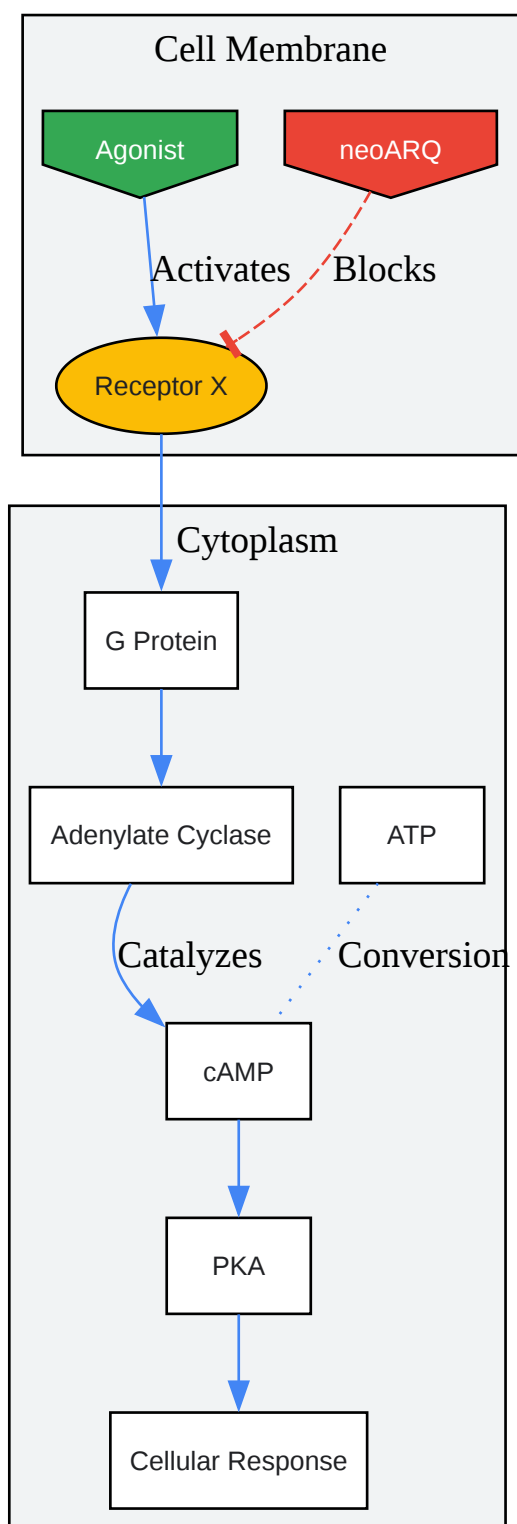 Cell Membrane
Agonist
neoARQ
Activates
Blocks
Receptor X
Cytoplasm
G Protein
Adenylate Cyclase
ATP
Catalyzes
Conversion
cAMP
PKA
Cellular Response